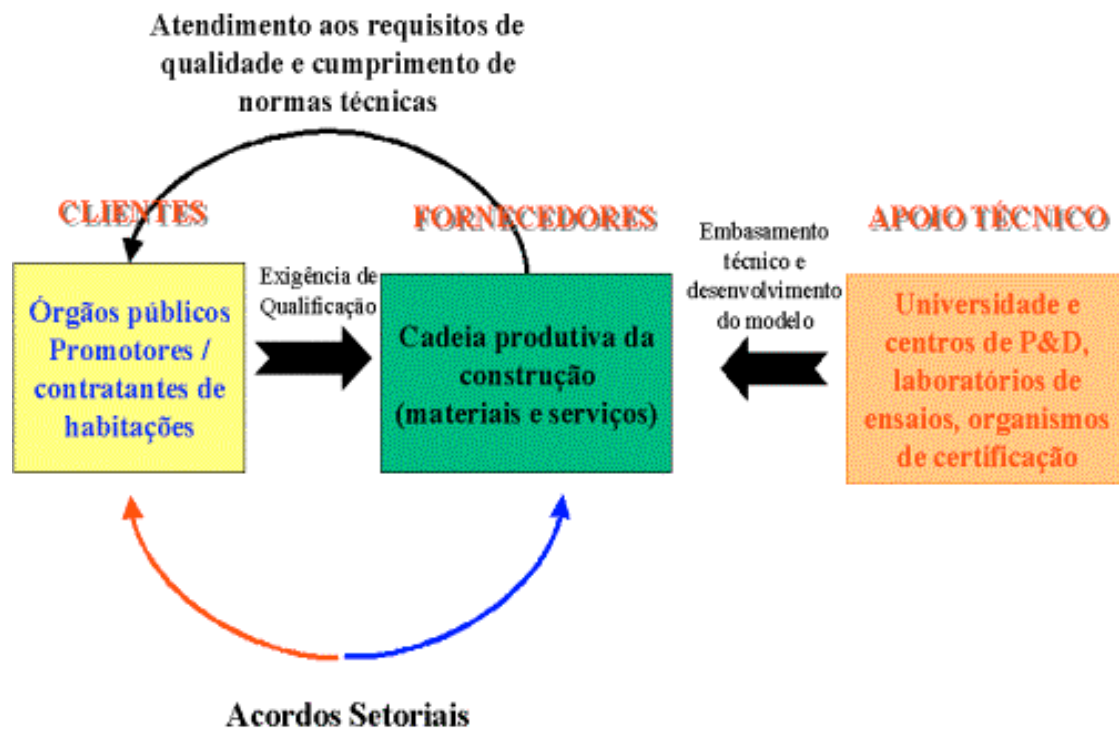 Atendimento aos requisitos de
qualidade e cumprimento de
normas técnicas
CLIENTES
FORNECEDORES
APOIO TÉCNICO
Órgãos públicos
Promotores /
contratantes de
habitações
Exigência de
Qualificação
Cadeia produtiva da
construção
(materiais e serviços)
Embasamento
técnico e
desenvolvimento
do modelo
Universidade e
centros de P&D,
laboratórios de
ensaios, organismos
de certificação
Acordos Setoriais